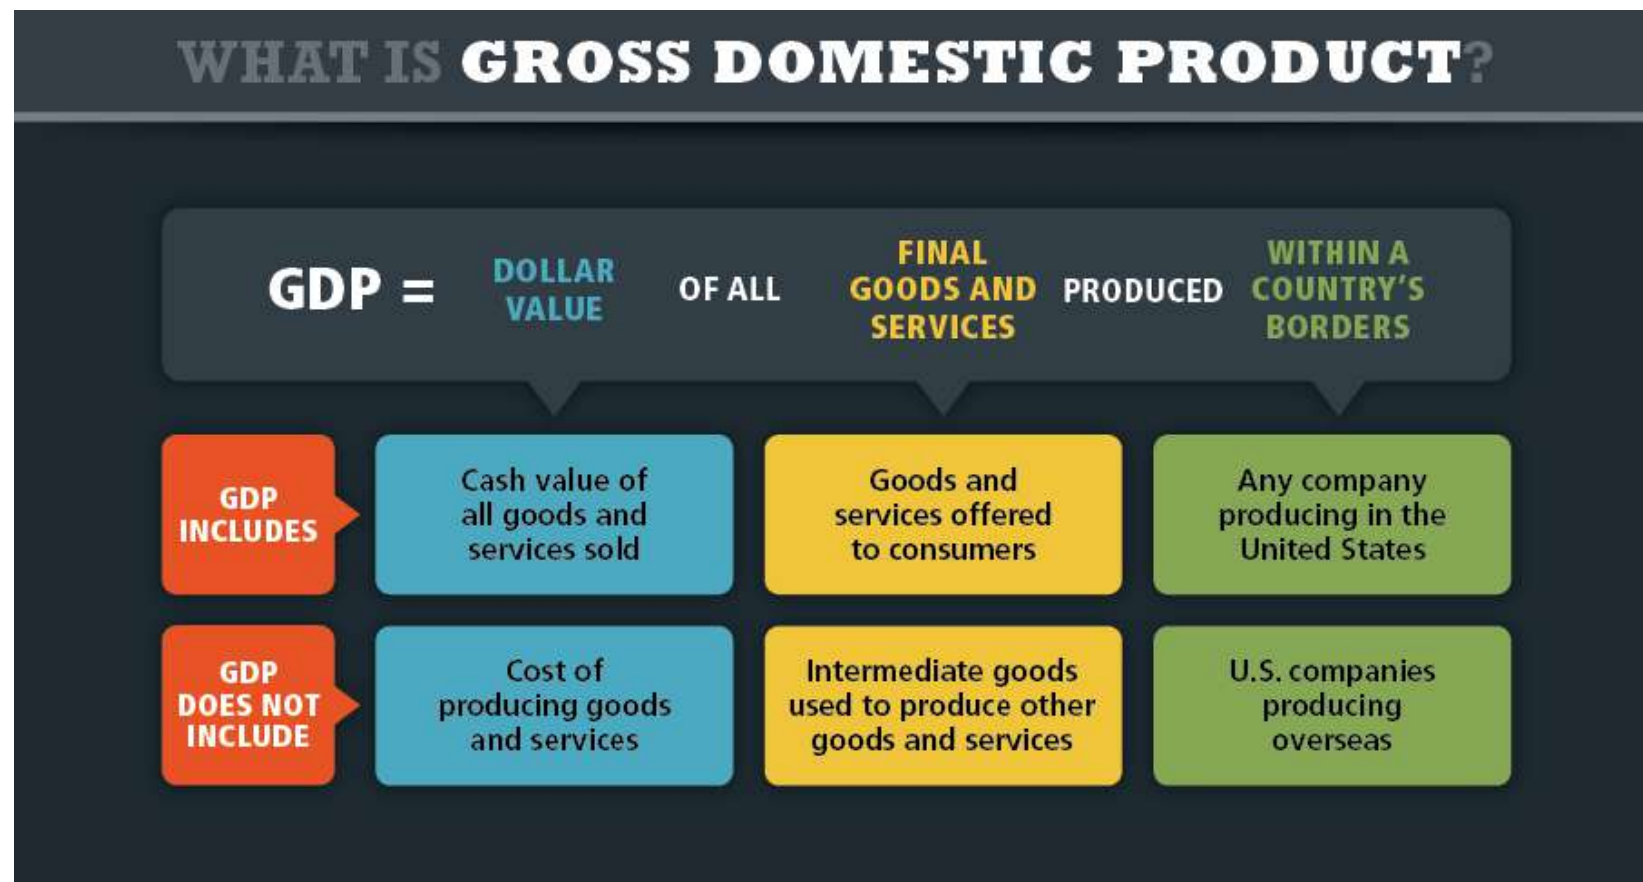 WHAT IS GROSS DOMESTIC PRODUCT?
GDP =
DOLLAR
VALUE
OF ALL
FINAL
GOODS AND
SERVICES
PRODUCED
WITHIN A
COUNTRY'S
BORDERS
GDP
INCLUDES
Cash value of
all goods and
services sold
Goods and
services offered
to consumers
Any company
producing in the
United States
GDP
DOES NOT
INCLUDE
Cost of
producing goods
and services
Intermediate goods
used to produce other
goods and services
U.S. companies
producing
overseas